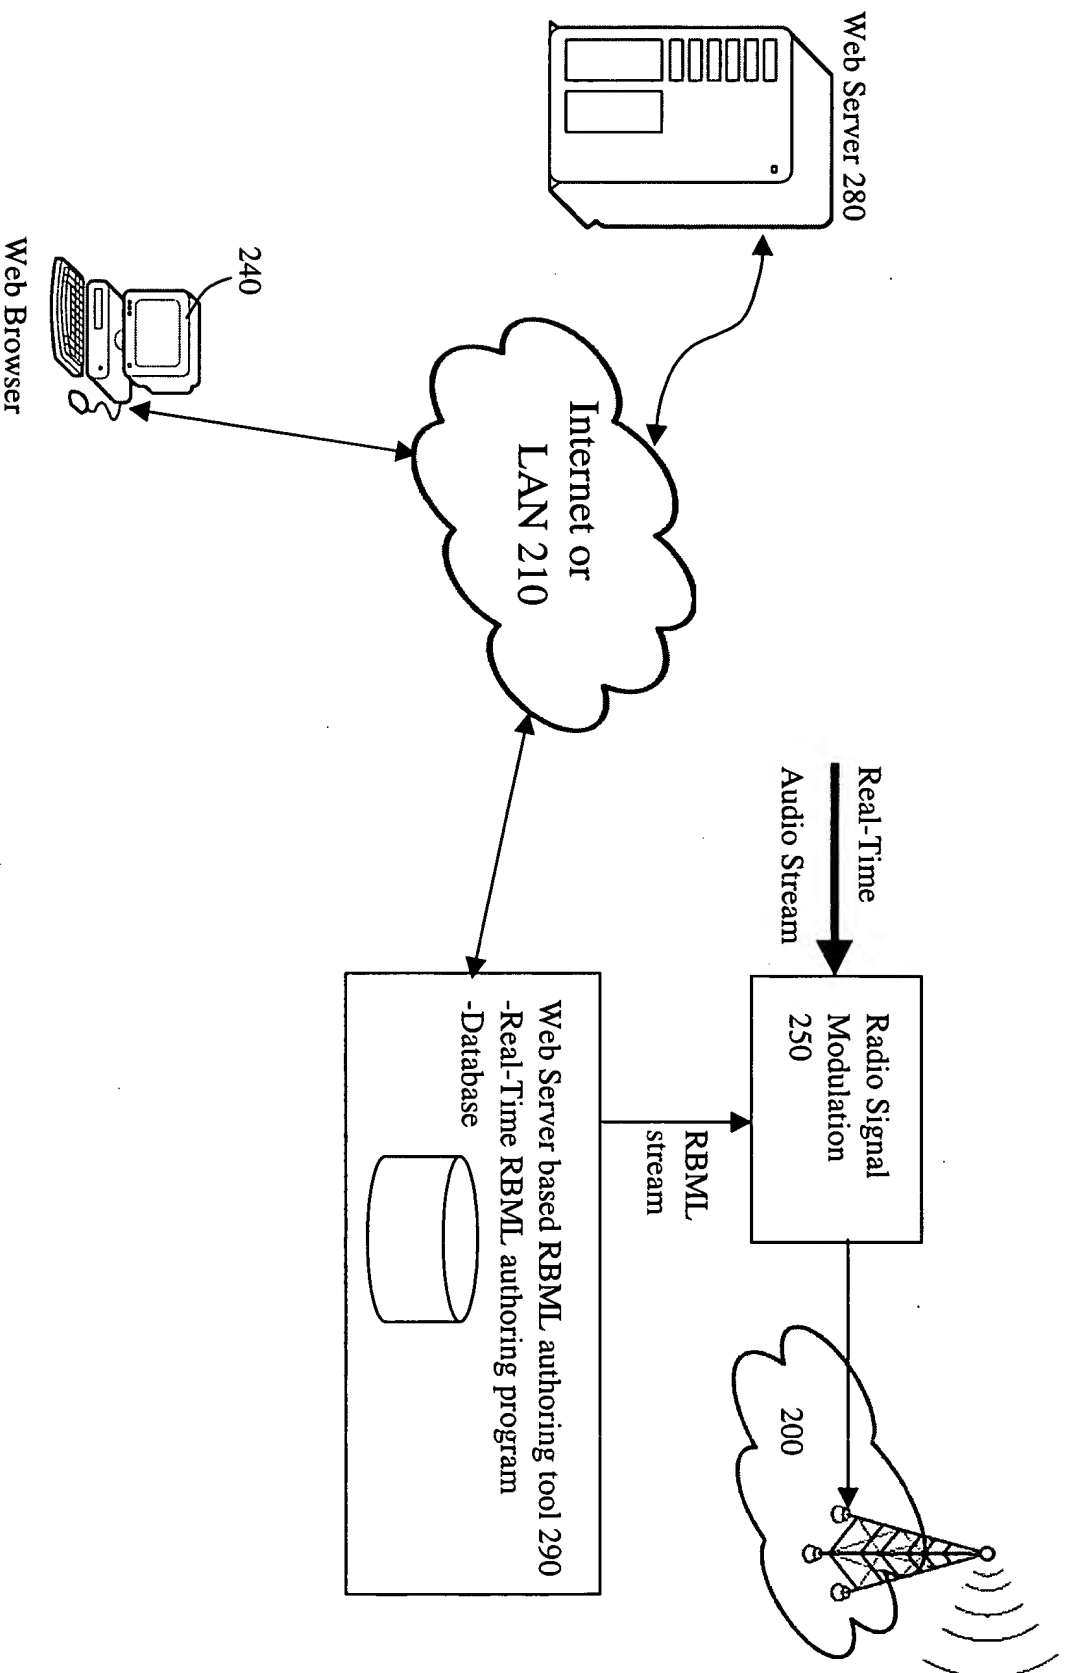 Web Server 280
Internet or
LAN 210
240
Web Browser
Real-Time
Audio Stream
Radio Signal
Modulation
250
RBML
stream
200
Web Server based RBML authoring tool 290
-Real-Time RBML authoring program
-Database